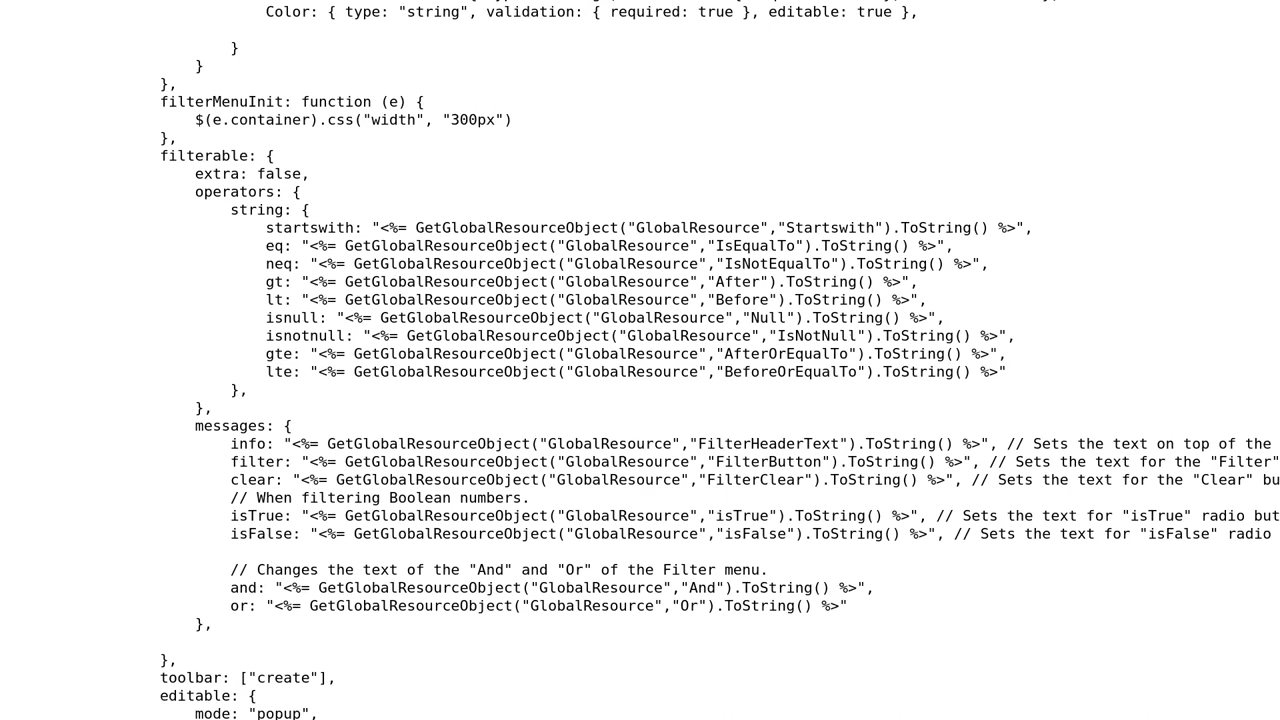 Color: { type: "string", validation: { required: true }, editable: true },
}
}
},
filterMenuInit: function (e) {
$(e.container).css("width", "300px")
},
filterable: {
extra: false,
operators: {
string: {
startswith: "<%= GetGlobalResourceObject("GlobalResource","Startswith").ToString() %>",
eq: "<%= GetGlobalResourceObject("GlobalResource","IsEqualTo").ToString() %>",
neq: "<%= GetGlobalResourceObject("GlobalResource","IsNotEqualTo").ToString() %>",
gt: "<%= GetGlobalResourceObject("GlobalResource","After").ToString() %>",
lt: "<%= GetGlobalResourceObject("GlobalResource","Before").ToString() %>",
isnull: "<%= GetGlobalResourceObject("GlobalResource","Null").ToString() %>",
isnotnull: "<%= GetGlobalResourceObject("GlobalResource","IsNotNull").ToString() %>",
gte: "<%= GetGlobalResourceObject("GlobalResource","AfterOrEqualTo").ToString() %>",
lte: "<%= GetGlobalResourceObject("GlobalResource","BeforeOrEqualTo").ToString() %>"
},
},
messages: {
info: "<%= GetGlobalResourceObject("GlobalResource","FilterHeaderText").ToString() %>", // Sets the text on top of the
filter: "<%= GetGlobalResourceObject("GlobalResource","FilterButton").ToString() %>", // Sets the text for the "Filter"
clear: "<%= GetGlobalResourceObject("GlobalResource","FilterClear").ToString() %>", // Sets the text for the "Clear" bu
// When filtering Boolean numbers.
isTrue: "<%= GetGlobalResourceObject("GlobalResource","isTrue").ToString() %>", // Sets the text for "isTrue" radio but
isFalse: "<%= GetGlobalResourceObject("GlobalResource","isFalse").ToString() %>", // Sets the text for "isFalse" radio
// Changes the text of the "And" and "Or" of the Filter menu.
and: "<%= GetGlobalResourceObject("GlobalResource","And").ToString() %>",
or: "<%= GetGlobalResourceObject("GlobalResource","Or").ToString() %>"
},
},
toolbar: ["create"],
editable: {
mode: "popup",